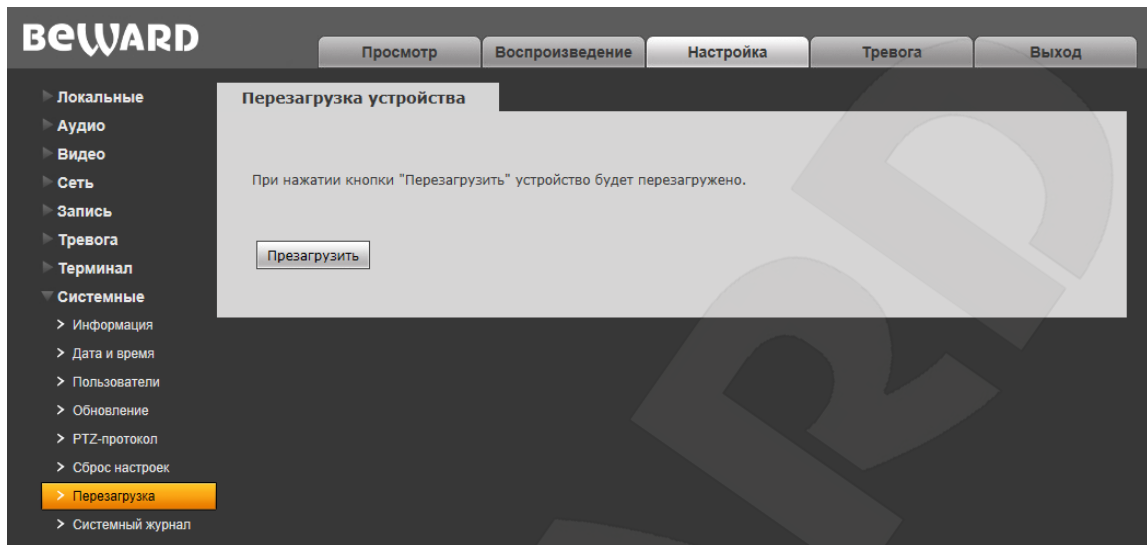 BEWARD
Просмотр Воспроизведение Настройка Тревога Выход
Локальные
Аудио
Видео
Сеть
Запись
Тревога
Терминал
Системные
> Информация
> Дата и время
> Пользователи
> Обновление
> PTZ-протокол
> Сброс настроек
> Перезагрузка
> Системный журнал
Перезагрузка устройства
При нажатии кнопки "Перезагрузить" устройство будет перезагружено.
Презагрузить